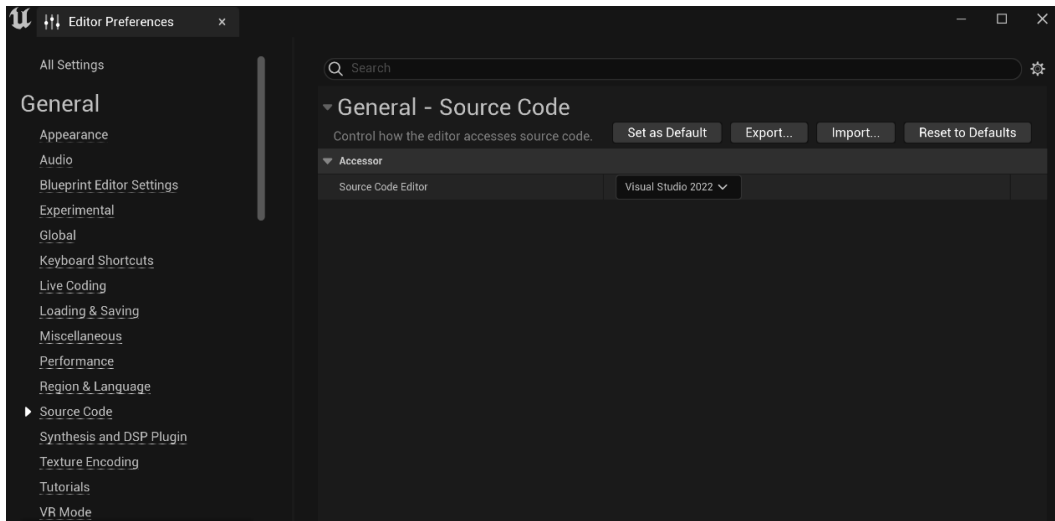 Editor Preferences
All Settings
General
Appearance
Audio
Blueprint Editor Settings
Experimental
Global
Keyboard Shortcuts
Live Coding
Loading & Saving
Miscellaneous
Performance
Region & Language
Source Code
Synthesis and DSP Plugin
Texture Encoding
Tutorials
VR Mode
Search
General - Source Code
Control how the editor accesses source code. Set as Default Export... Import... Reset to Defaults
Accessor
Source Code Editor Visual Studio 2022